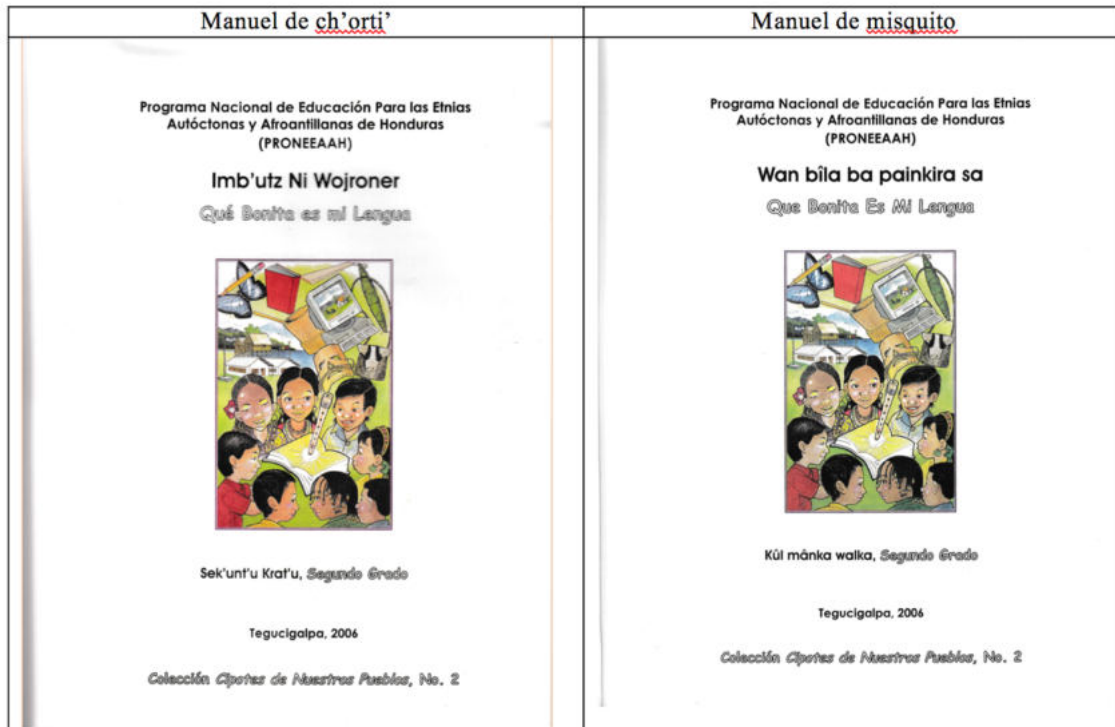 Manuel de ch’orti’
Programa Nacional de Educación Para las Etnias
Autóctonas y Afroantillanas de Honduras
(PRONEEAAH)
Imb'utz Ni Wojroner
Qué Bonita es mi Lengua
Sek'unt'u Krat'u, Segundo Grado
Tegucigalpa, 2006
Colección Cipotes de Nuestros Pueblos, No. 2
Manuel de misquito
Programa Nacional de Educación Para las Etnias
Autóctonas y Afroantillanas de Honduras
(PRONEEAAH)
Wan bîla ba painkira sa
Que Bonita Es Mi Lengua
Kûl mânka walka, Segundo Grado
Tegucigalpa, 2006
Colección Cipotes de Nuestros Pueblos, No. 2